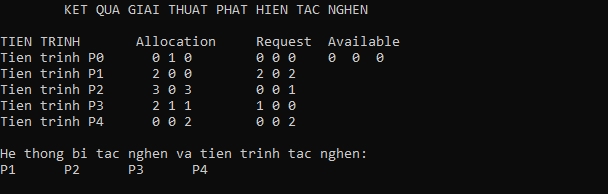 KET QUA GIAI THUAT PHAT HIEN TAC NGHEN
TIEN TRINH Allocation Request Available
Tien trinh P0 0 1 0 0 0 0 0 0 0
Tien trinh P1 2 0 0 2 0 2
Tien trinh P2 3 0 3 0 0 1
Tien trinh P3 2 1 1 1 0 0
Tien trinh P4 0 0 2 0 0 2
He thong bi tac nghen va tien trinh tac nghen:
P1 P2 P3 P4